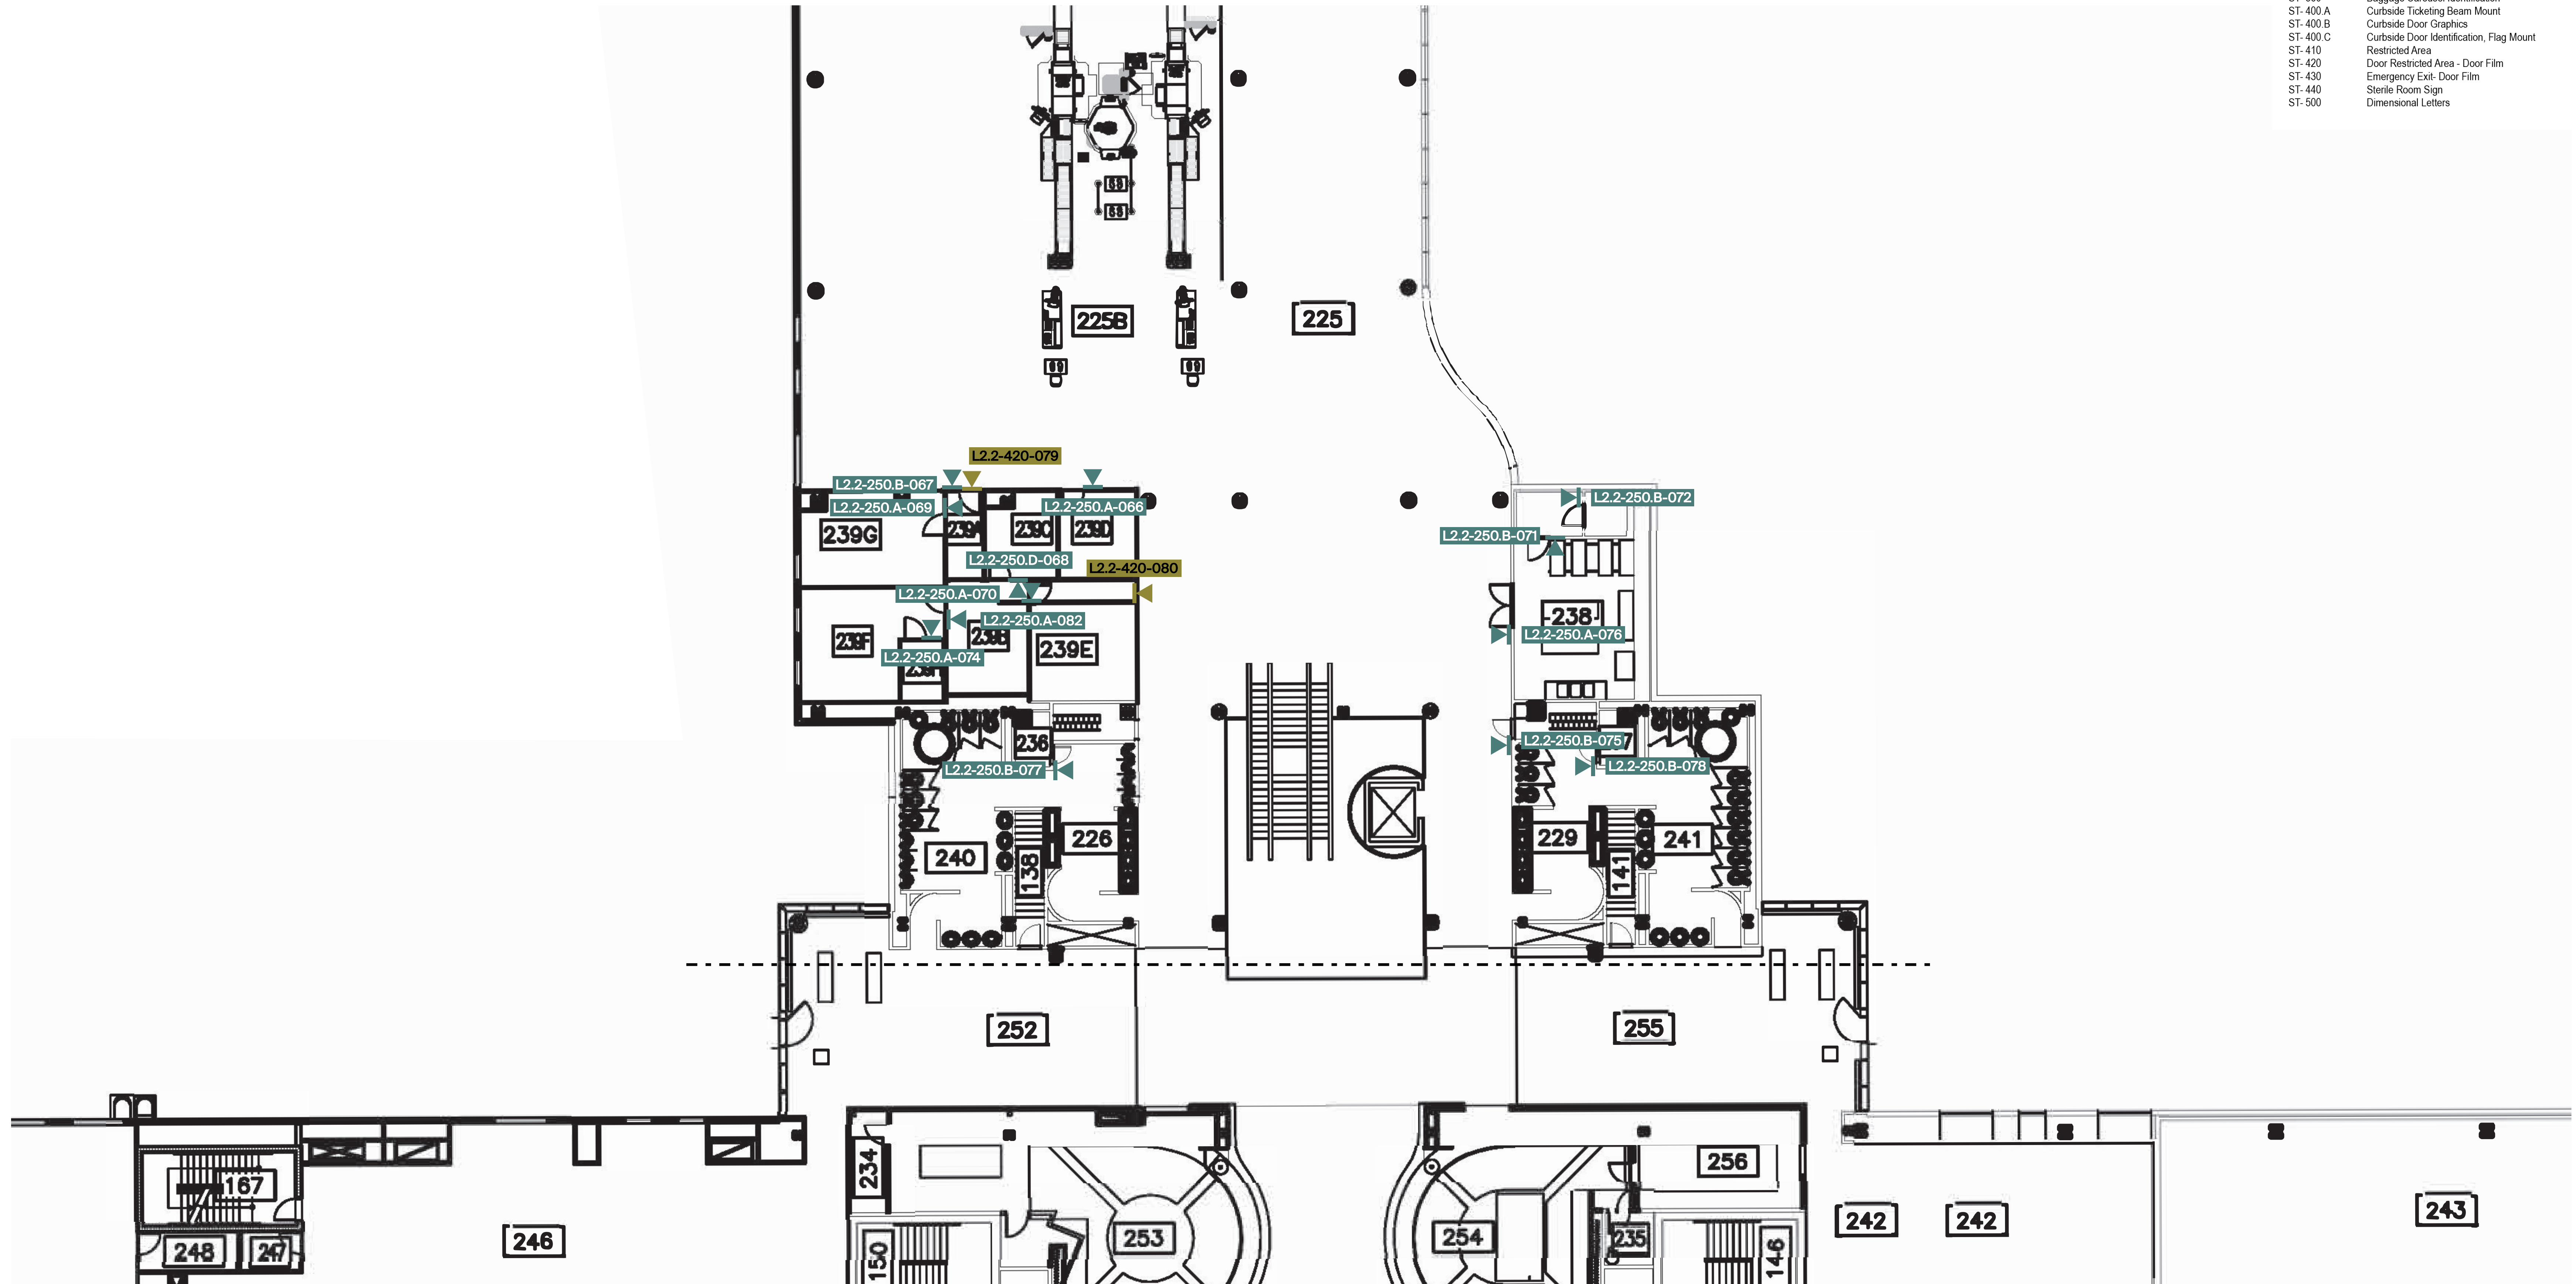 ST- 400.A Curbside Ticketing Beam Mount
ST- 400.B Curbside Door Graphics
ST- 400.C Curbside Door Identification, Flag Mount
ST- 410 Restricted Area
ST- 420 Door Restricted Area - Door Film
ST- 430 Emergency Exit- Door Film
ST- 440 Sterile Room Sign
ST- 500 Dimensional Letters
225B
225
L2.2-420-079
L2.2-250.B-067
L2.2-250.A-069
L2.2-250.A-066
L2.2-250.B-072
239G
239A
239C
239D
L2.2-250.B-071
L2.2-250.D-068
L2.2-420-080
L2.2-250.A-070
L2.2-250.A-082
238
L2.2-250.A-076
239F
239B
239E
L2.2-250.A-074
236
L2.2-250.B-075
L2.2-250.B-077
L2.2-250.B-078
240
138
226
229
141
241
252
255
234
256
167
253
254
235
242
242
243
248
247
246
150
146